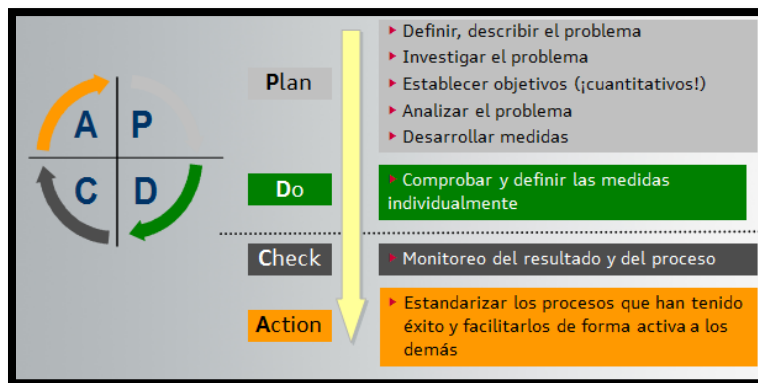 A P
C D
Plan
Definir, describir el problema
Investigar el problema
Establecer objetivos (¡cuantitativos!)
Analizar el problema
Desarrollar medidas
Do
Comprobar y definir las medidas
individualmente
Check
Monitoreo del resultado y del proceso
Action
Estandarizar los procesos que han tenido
éxito y facilitarlos de forma activa a los
demás